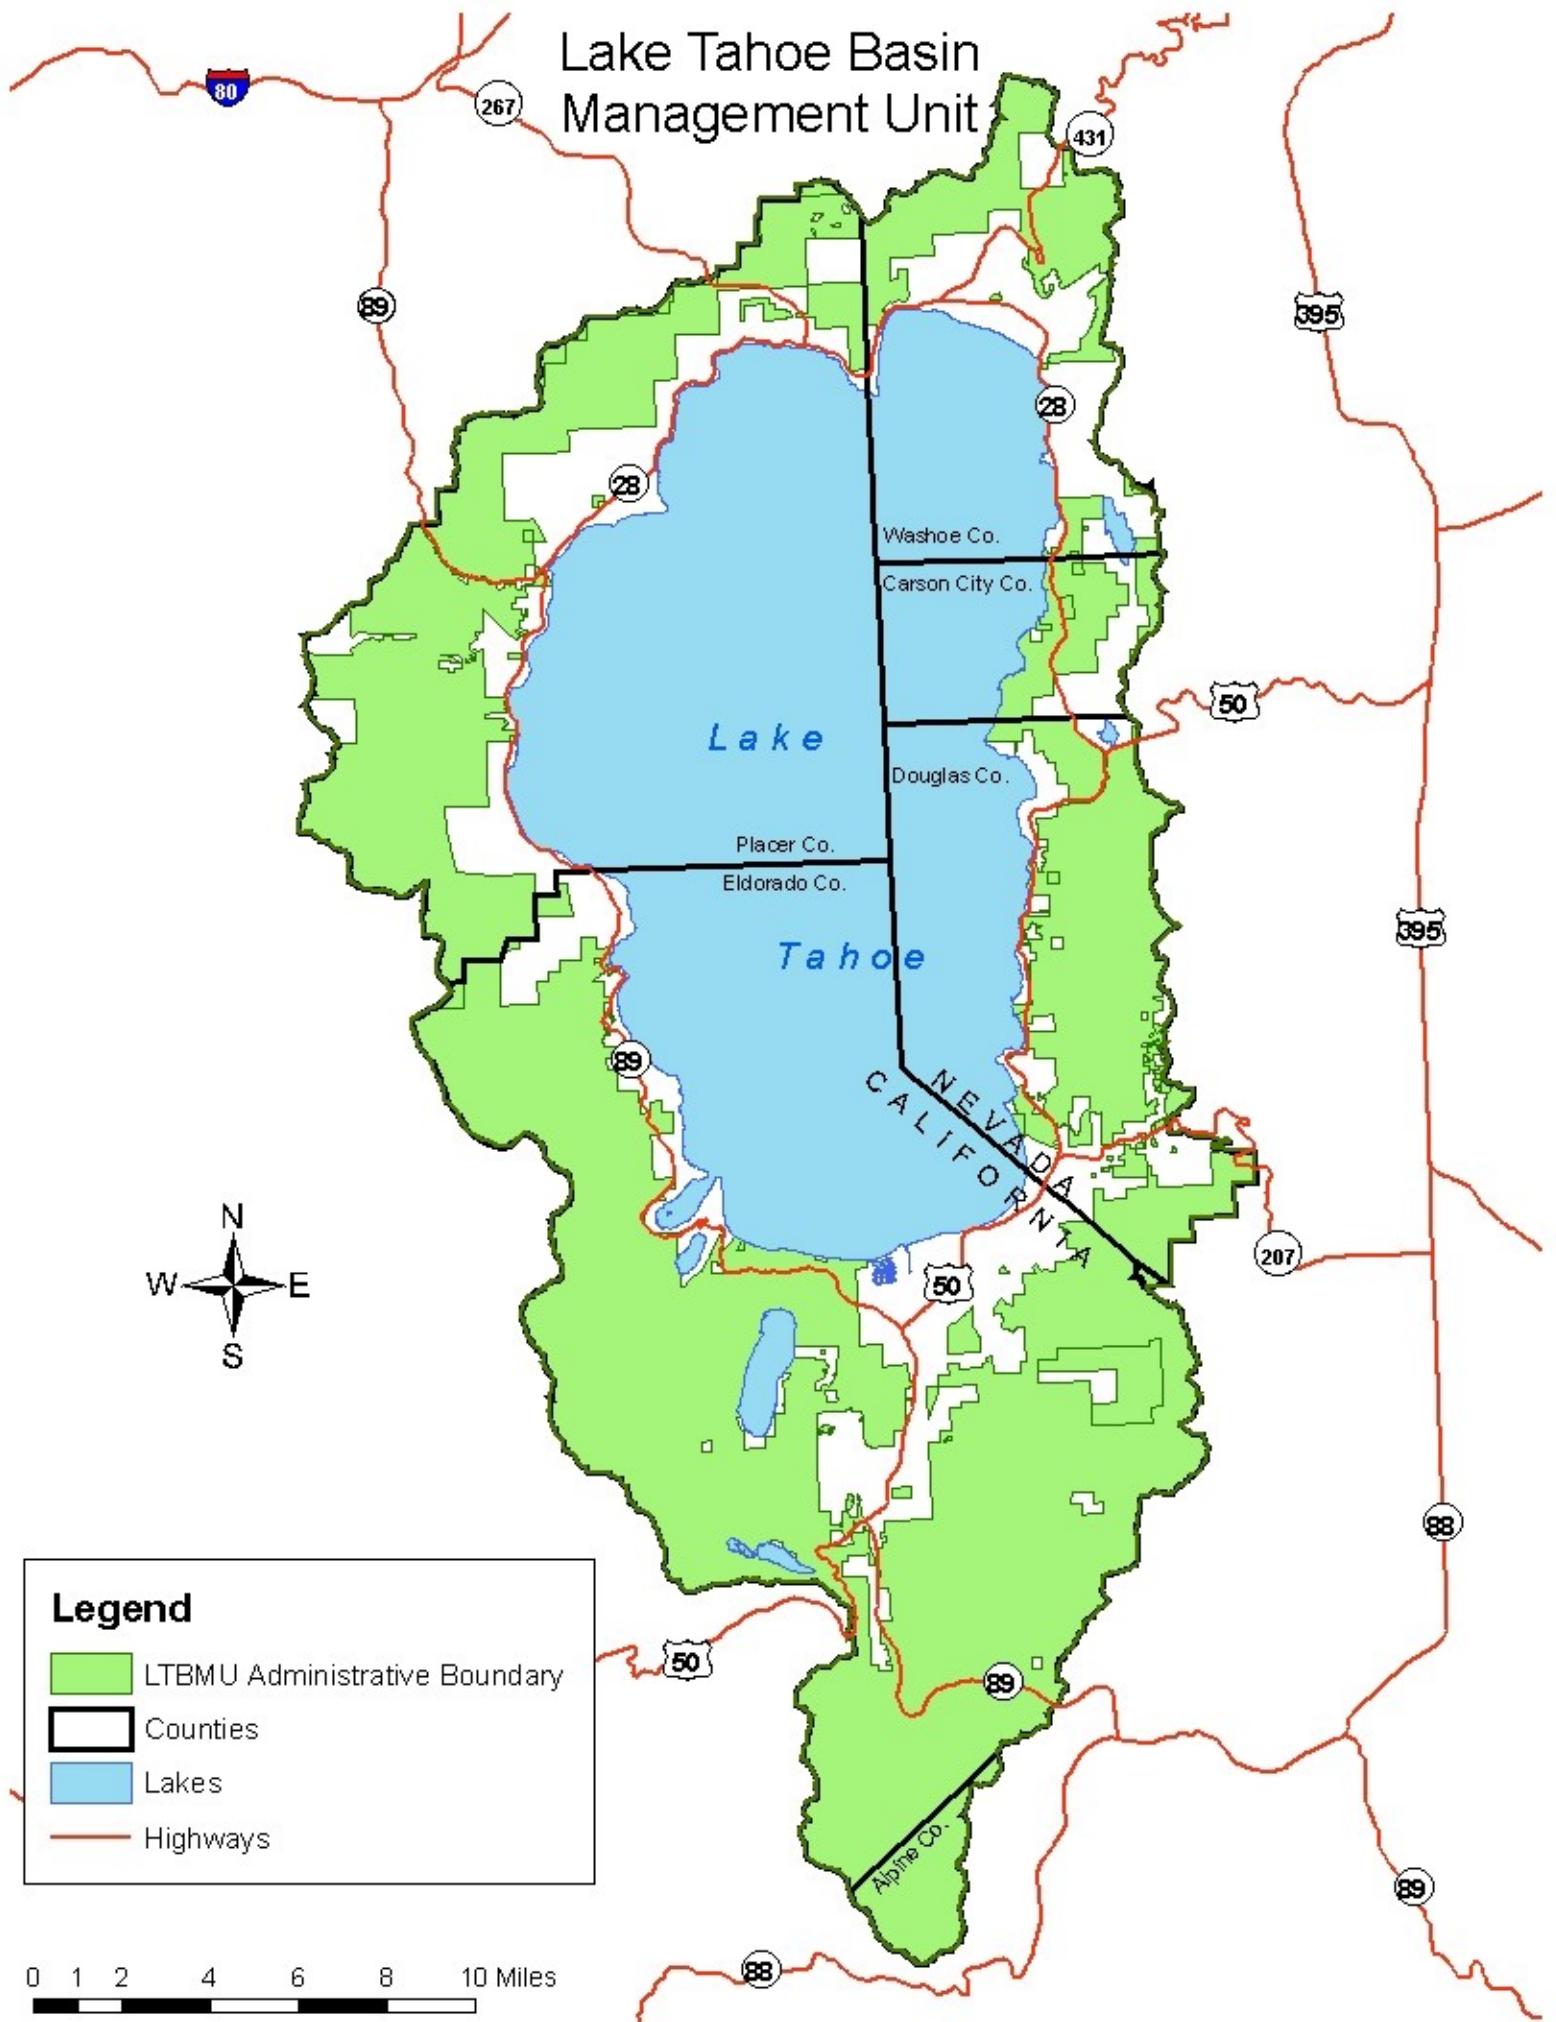 Lake Tahoe Basin
Management Unit
80
267
431
89
395
28
28
Washoe Co.
Carson City Co.
50
Lake
Douglas Co.
Placer Co.
Eldorado Co.
395
Tahoe
89
NEVADA
CALIFORNIA
N
W E
S
207
50
88
Legend
LTBMU Administrative Boundary
Counties
Lakes
Highways
50
89
Alpine Co.
89
88
0 1 2 4 6 8 10 Miles